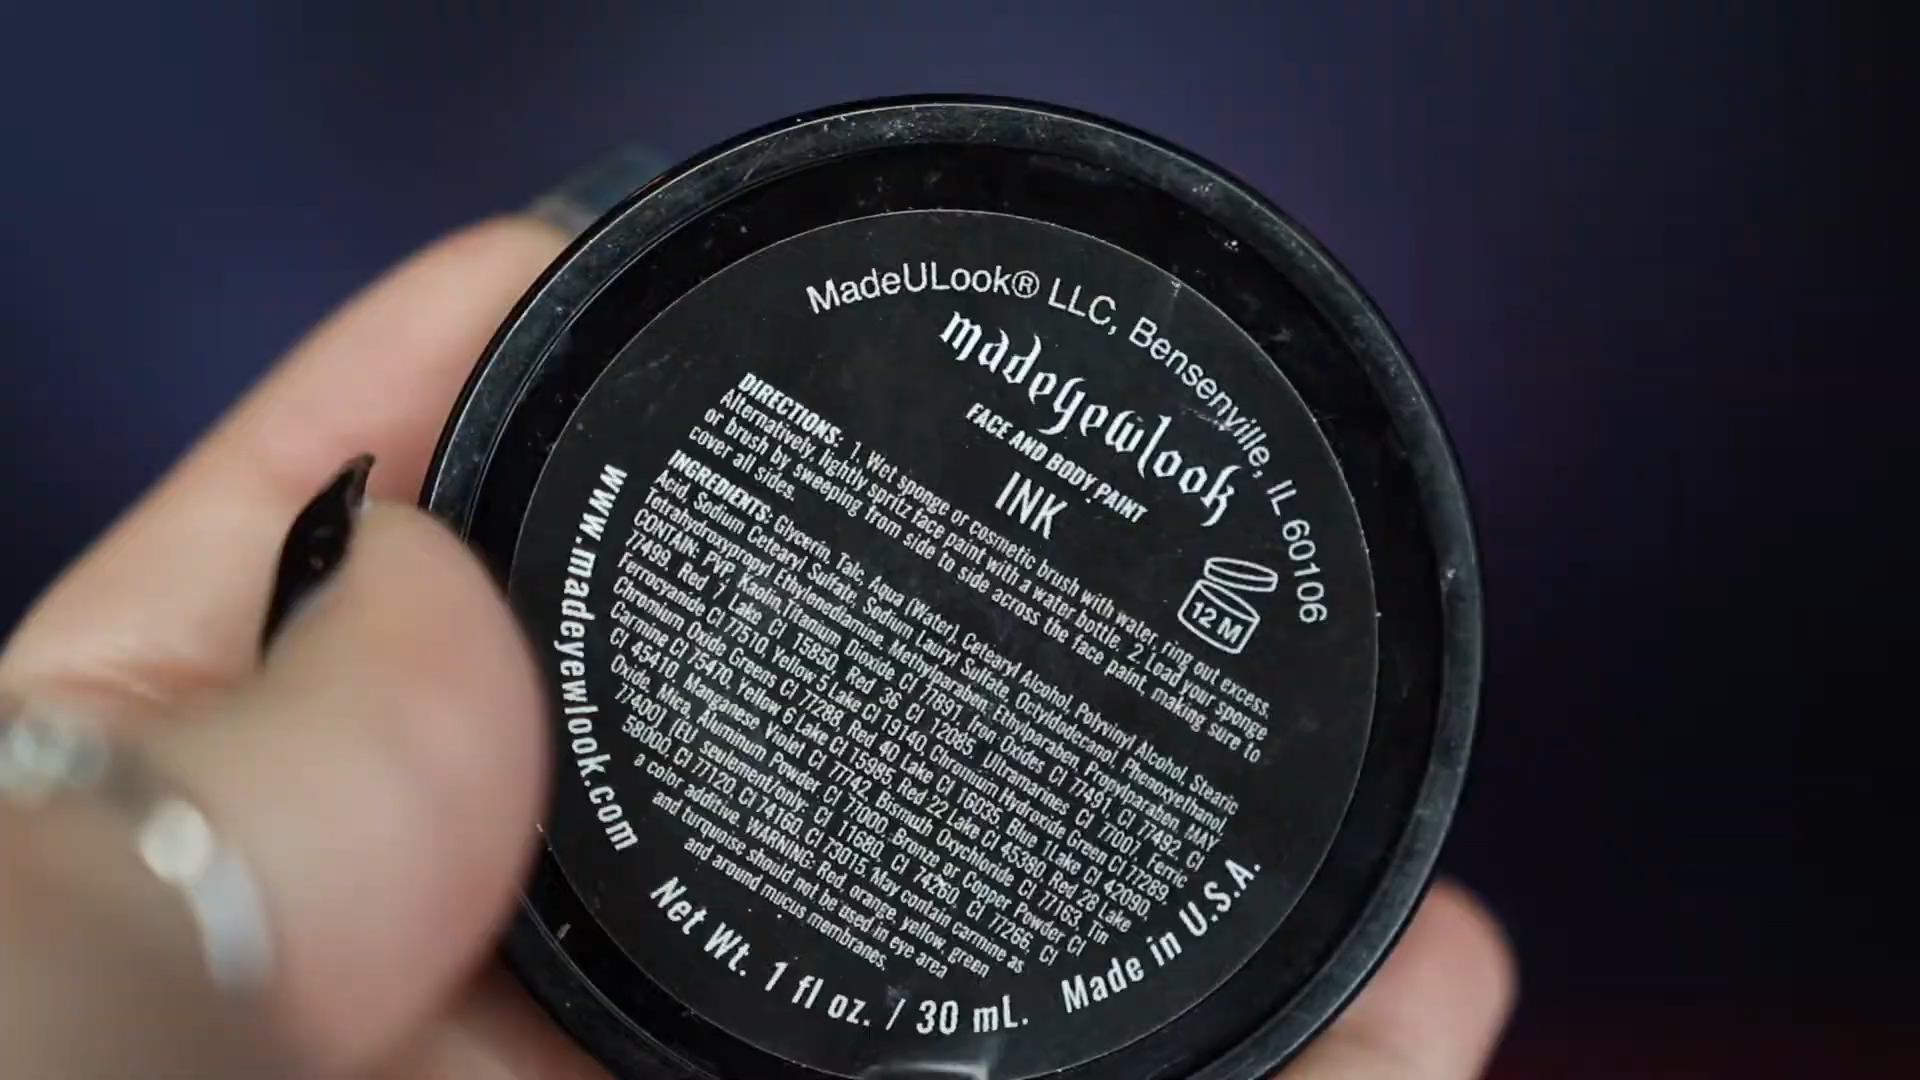 MadeULook® LLC, Bensenville, IL 60106
madeyewlook
FACE AND BODY PAINT
INK
12 M
DIRECTIONS: 1. Wet sponge or cosmetic brush with water, ring out excess.
Alternatively, lightly spritz face paint with a water bottle. 2. Load your sponge
or brush by sweeping from side to side across the face paint, making sure to
cover all sides.
INGREDIENTS: Glycerin, Talc, Aqua (Water), Cetearyl Alcohol, Polyvinyl Alcohol, Stearic
Acid, Sodium Cetearyl Sulfate, Sodium Lauryl Sulfate, Octyldodecanol, Phenoxyethanol,
Tetrahydroxypropyl Ethylenediamine, Methylparaben, Ethylparaben, Propylparaben. MAY
CONTAIN: PVP, Kaolin, Titanium Dioxide CI 77891, Iron Oxides CI 77491, CI 77492, CI
77499, Red 7 Lake CI 15850, Red 36 CI 12085, Ultramarines CI 77007, Ferric
Ferrocyanide CI 77510, Yellow 5 Lake CI 19140, Chromium Hydroxide Green CI 77289,
Chromium Oxide Greens CI 77288, Red 40 Lake CI 16035, Blue 1 Lake CI 42090,
Carmine CI 75470, Yellow 6 Lake CI 15985, Red 22 Lake CI 45380, Red 28 Lake
CI 45410, Manganese Violet CI 77742, Bismuth Oxychloride CI 77163, Tin
Oxide, Mica, Aluminum Powder CI 77000, Bronze or Copper Powder CI
77400]. (EU seulement/only: CI 11680, CI 74260, CI 77266, CI
58000, CI 77120, CI 74160, CI 73015. May contain carmine as
a color additive. WARNING: Red, orange, yellow, green
and turquoise should not be used in eye area
and around mucus membranes.
www.madeyewlook.com
Net Wt. 1 fl oz. / 30 mL.
Made in U.S.A.